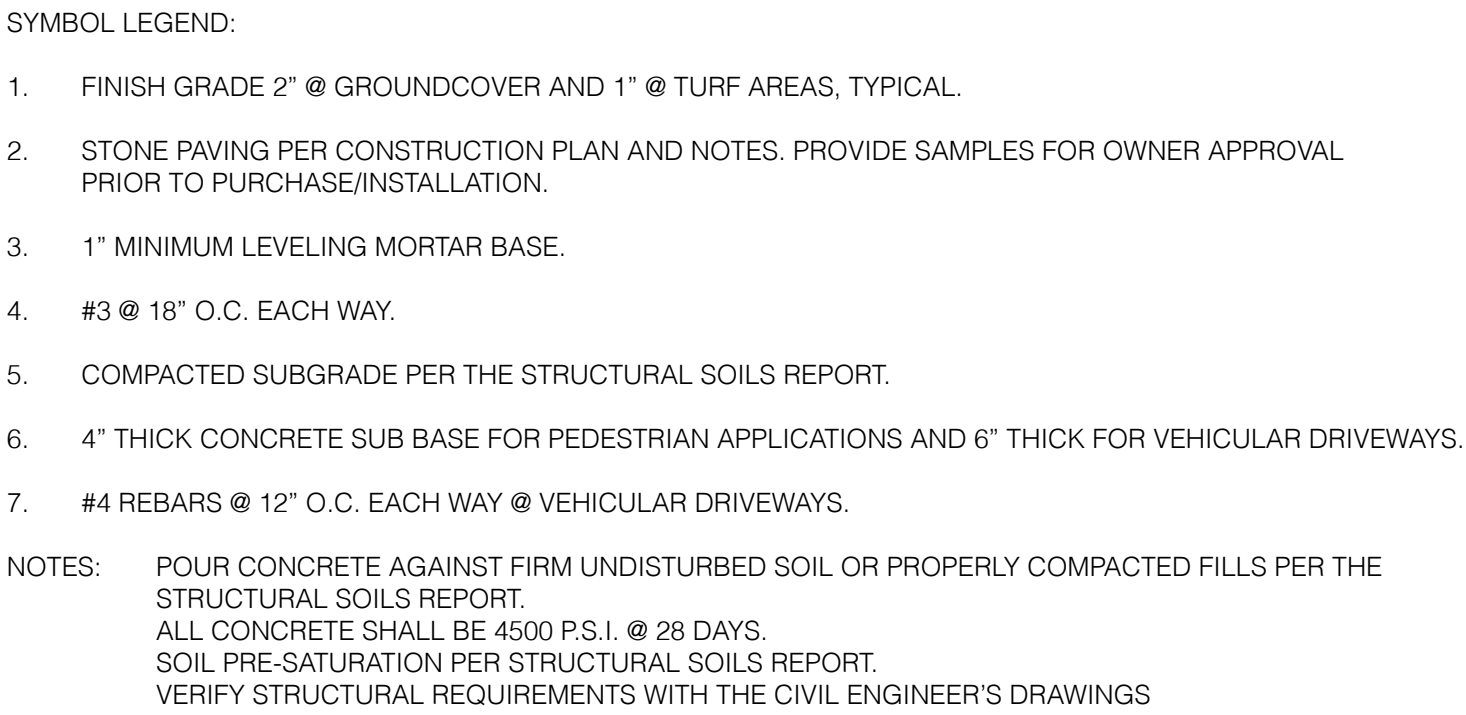 SYMBOL LEGEND:
1. FINISH GRADE 2” @ GROUNDCOVER AND 1” @ TURF AREAS, TYPICAL.
2. STONE PAVING PER CONSTRUCTION PLAN AND NOTES. PROVIDE SAMPLES FOR OWNER APPROVAL
PRIOR TO PURCHASE/INSTALLATION.
3. 1” MINIMUM LEVELING MORTAR BASE.
4. #3 @ 18” O.C. EACH WAY.
5. COMPACTED SUBGRADE PER THE STRUCTURAL SOILS REPORT.
6. 4” THICK CONCRETE SUB BASE FOR PEDESTRIAN APPLICATIONS AND 6” THICK FOR VEHICULAR DRIVEWAYS.
7. #4 REBARS @ 12” O.C. EACH WAY @ VEHICULAR DRIVEWAYS.
NOTES: POUR CONCRETE AGAINST FIRM UNDISTURBED SOIL OR PROPERLY COMPACTED FILLS PER THE
STRUCTURAL SOILS REPORT.
ALL CONCRETE SHALL BE 4500 P.S.I. @ 28 DAYS.
SOIL PRE-SATURATION PER STRUCTURAL SOILS REPORT.
VERIFY STRUCTURAL REQUIREMENTS WITH THE CIVIL ENGINEER’S DRAWINGS